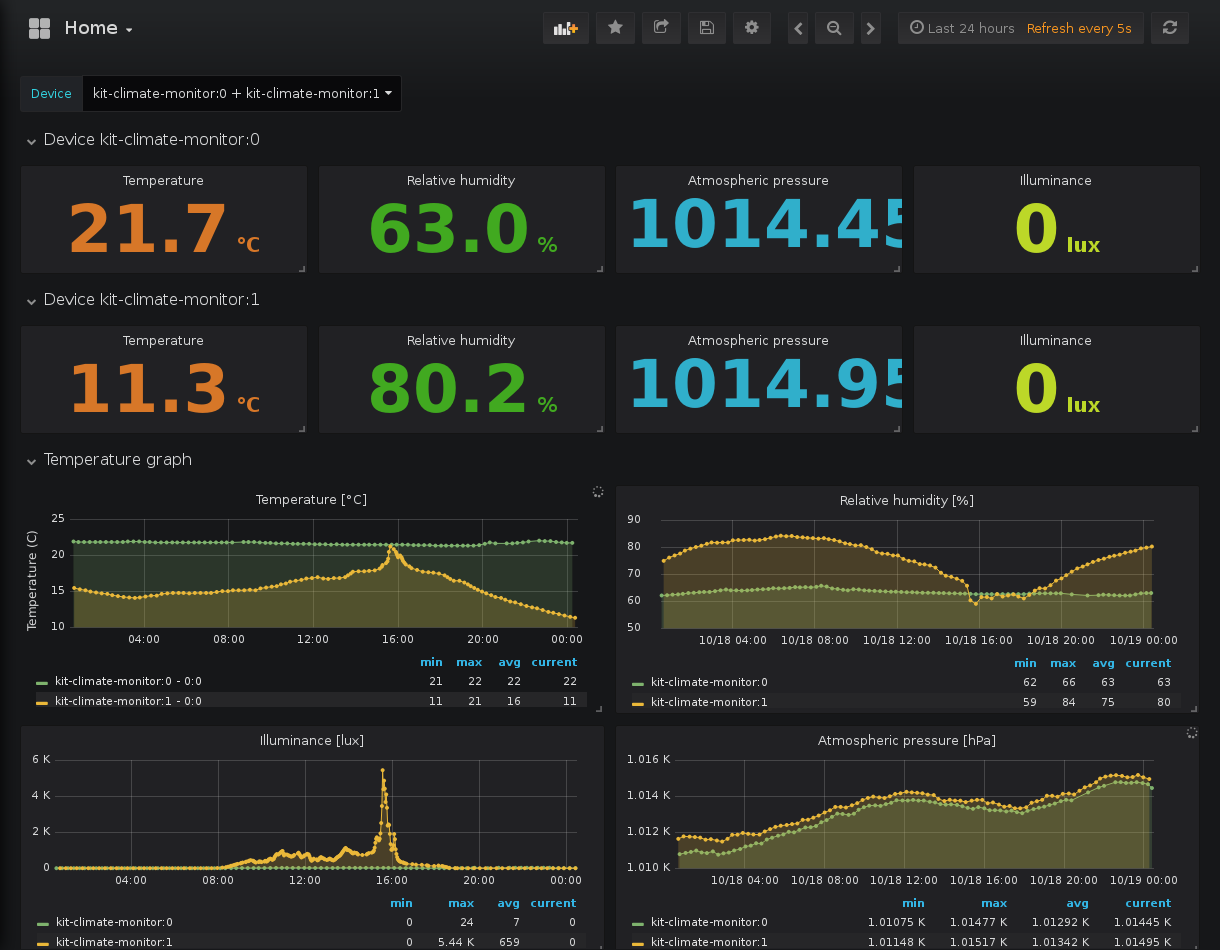 Home
Last 24 hours Refresh every 5s
Device kit-climate-monitor:0 + kit-climate-monitor:1
Device kit-climate-monitor:0
Temperature Relative humidity Atmospheric pressure Illuminance
21.7 °C 63.0 % 1014.45 0 lux
Device kit-climate-monitor:1
Temperature Relative humidity Atmospheric pressure Illuminance
11.3 °C 80.2 % 1014.95 0 lux
Temperature graph
Temperature [°C]
Temperature (C)
25
20
15
10
04:00 08:00 12:00 16:00 20:00 00:00
min max avg current
kit-climate-monitor:0 - 0:0 21 22 22 22
kit-climate-monitor:1 - 0:0 11 21 16 11
Relative humidity [%]
90
80
70
60
50
10/18 04:00 10/18 08:00 10/18 12:00 10/18 16:00 10/18 20:00 10/19 00:00
min max avg current
kit-climate-monitor:0 62 66 63 63
kit-climate-monitor:1 59 84 75 80
Illuminance [lux]
6 K
4 K
2 K
0
04:00 08:00 12:00 16:00 20:00 00:00
min max avg current
kit-climate-monitor:0 0 24 7 0
kit-climate-monitor:1 0 5.44 K 659 0
Atmospheric pressure [hPa]
1.016 K
1.014 K
1.012 K
1.010 K
10/18 04:00 10/18 08:00 10/18 12:00 10/18 16:00 10/18 20:00 10/19 00:00
min max avg current
kit-climate-monitor:0 1.01075 K 1.01477 K 1.01292 K 1.01445 K
kit-climate-monitor:1 1.01148 K 1.01517 K 1.01342 K 1.01495 K